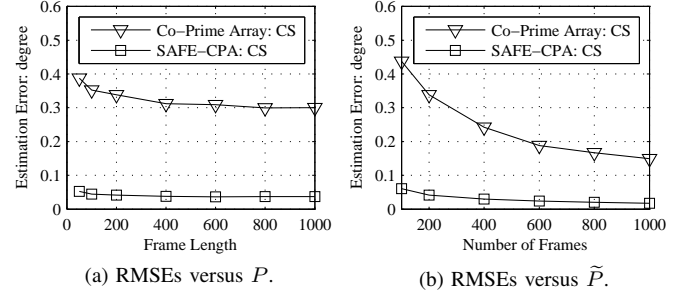 Co−Prime Array: CS
SAFE−CPA: CS
Estimation Error: degree
0.6
0.5
0.4
0.3
0.2
0.1
0
0 200 400 600 800 1000
Frame Length
(a) RMSEs versus P.
Co−Prime Array: CS
SAFE−CPA: CS
Estimation Error: degree
0.6
0.5
0.4
0.3
0.2
0.1
0
200 400 600 800 1000
Number of Frames
(b) RMSEs versus P̃.